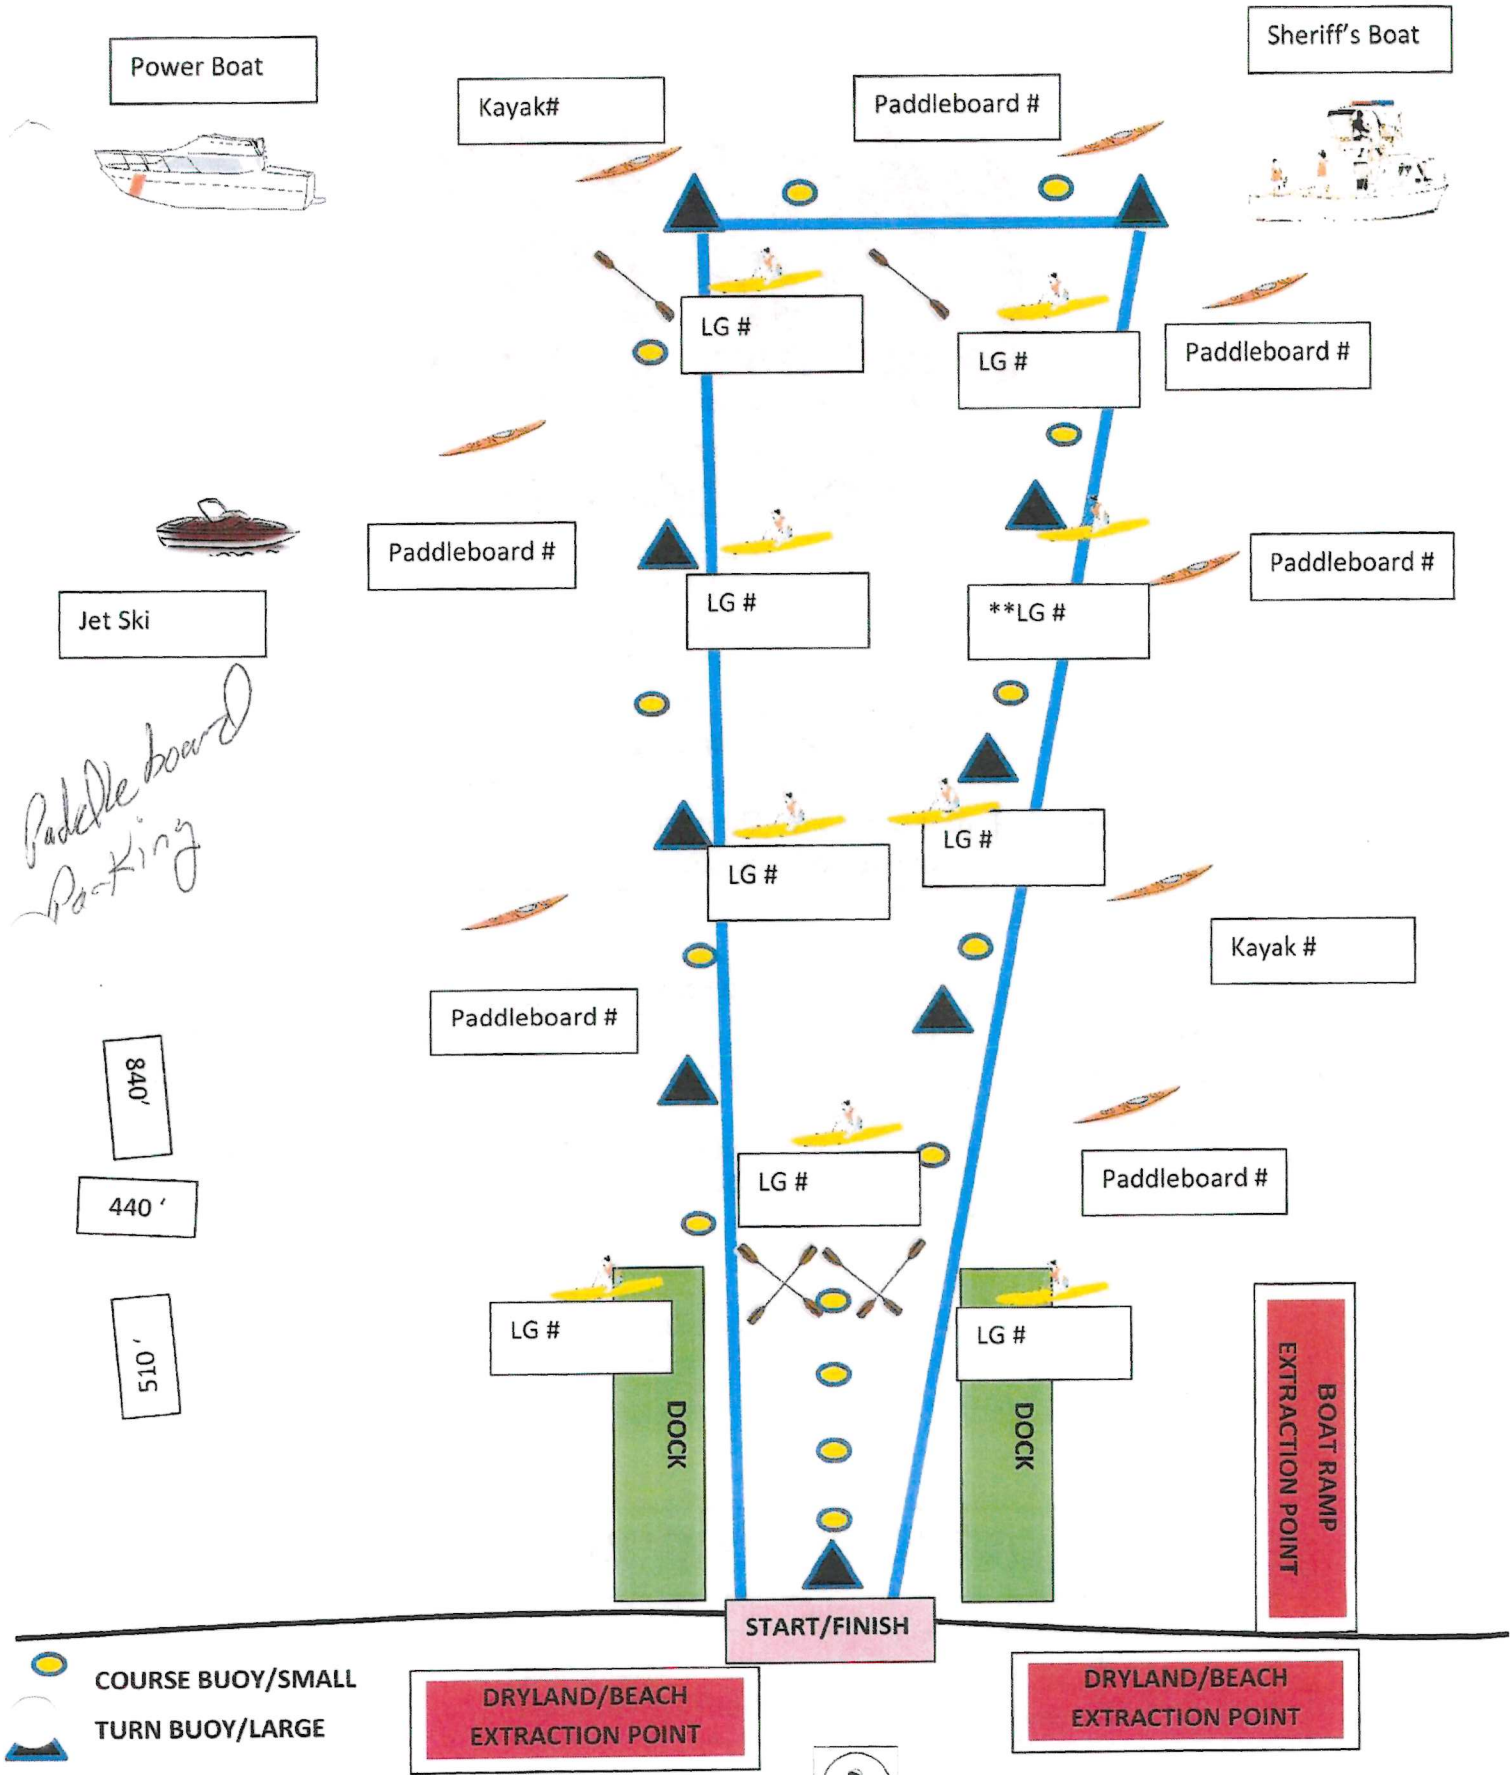 Power Boat
Sheriff's Boat
Kayak#
Paddleboard #
LG #
LG #
Paddleboard #
Paddleboard #
LG #
**LG #
Paddleboard #
Jet Ski
Paddleboard
Parking
LG #
LG #
Kayak #
Paddleboard #
840'
440 '
LG #
Paddleboard #
510 '
LG #
LG #
DOCK
DOCK
BOAT RAMP
EXTRACTION POINT
START/FINISH
COURSE BUOY/SMALL
TURN BUOY/LARGE
DRYLAND/BEACH
EXTRACTION POINT
DRYLAND/BEACH
EXTRACTION POINT